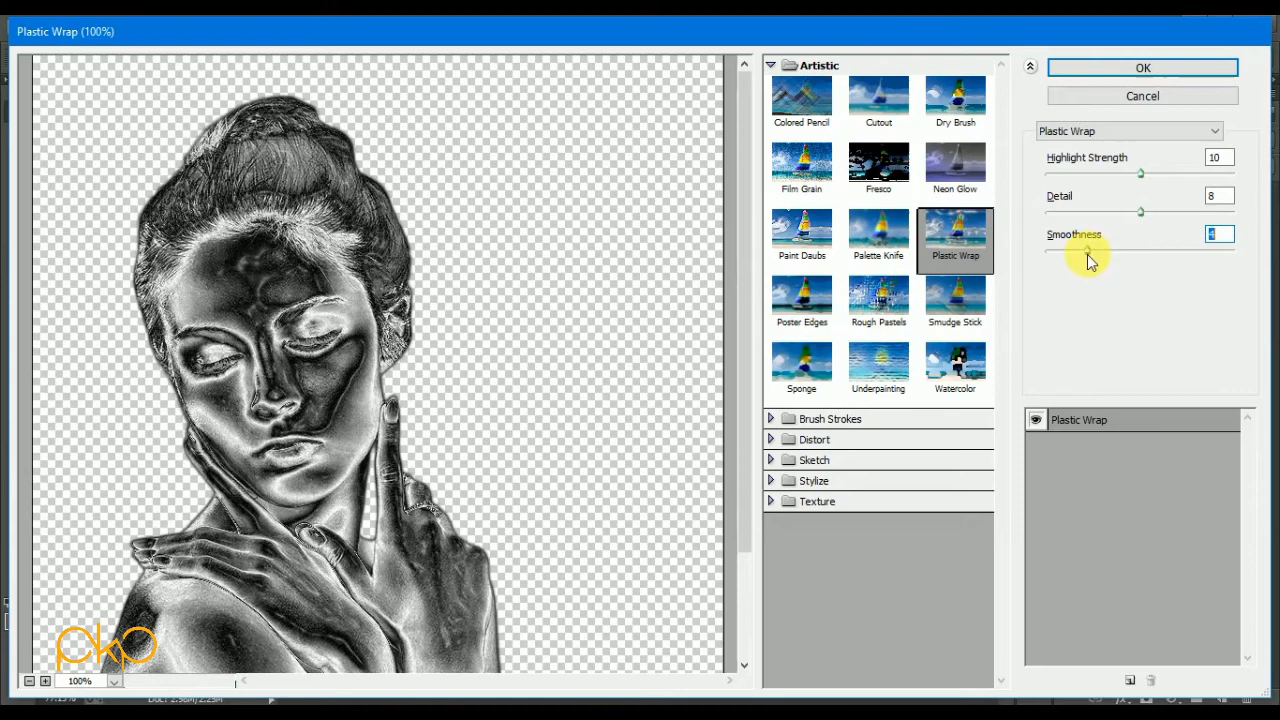 Plastic Wrap (100%)
Artistic
Colored Pencil
Cutout
Dry Brush
Film Grain
Fresco
Neon Glow
Paint Daubs
Palette Knife
Plastic Wrap
Poster Edges
Rough Pastels
Smudge Stick
Sponge
Underpainting
Watercolor
Brush Strokes
Distort
Sketch
Stylize
Texture
OK
Cancel
Plastic Wrap
Highlight Strength 10
Detail 8
Smoothness 4
Plastic Wrap
pkp
100%